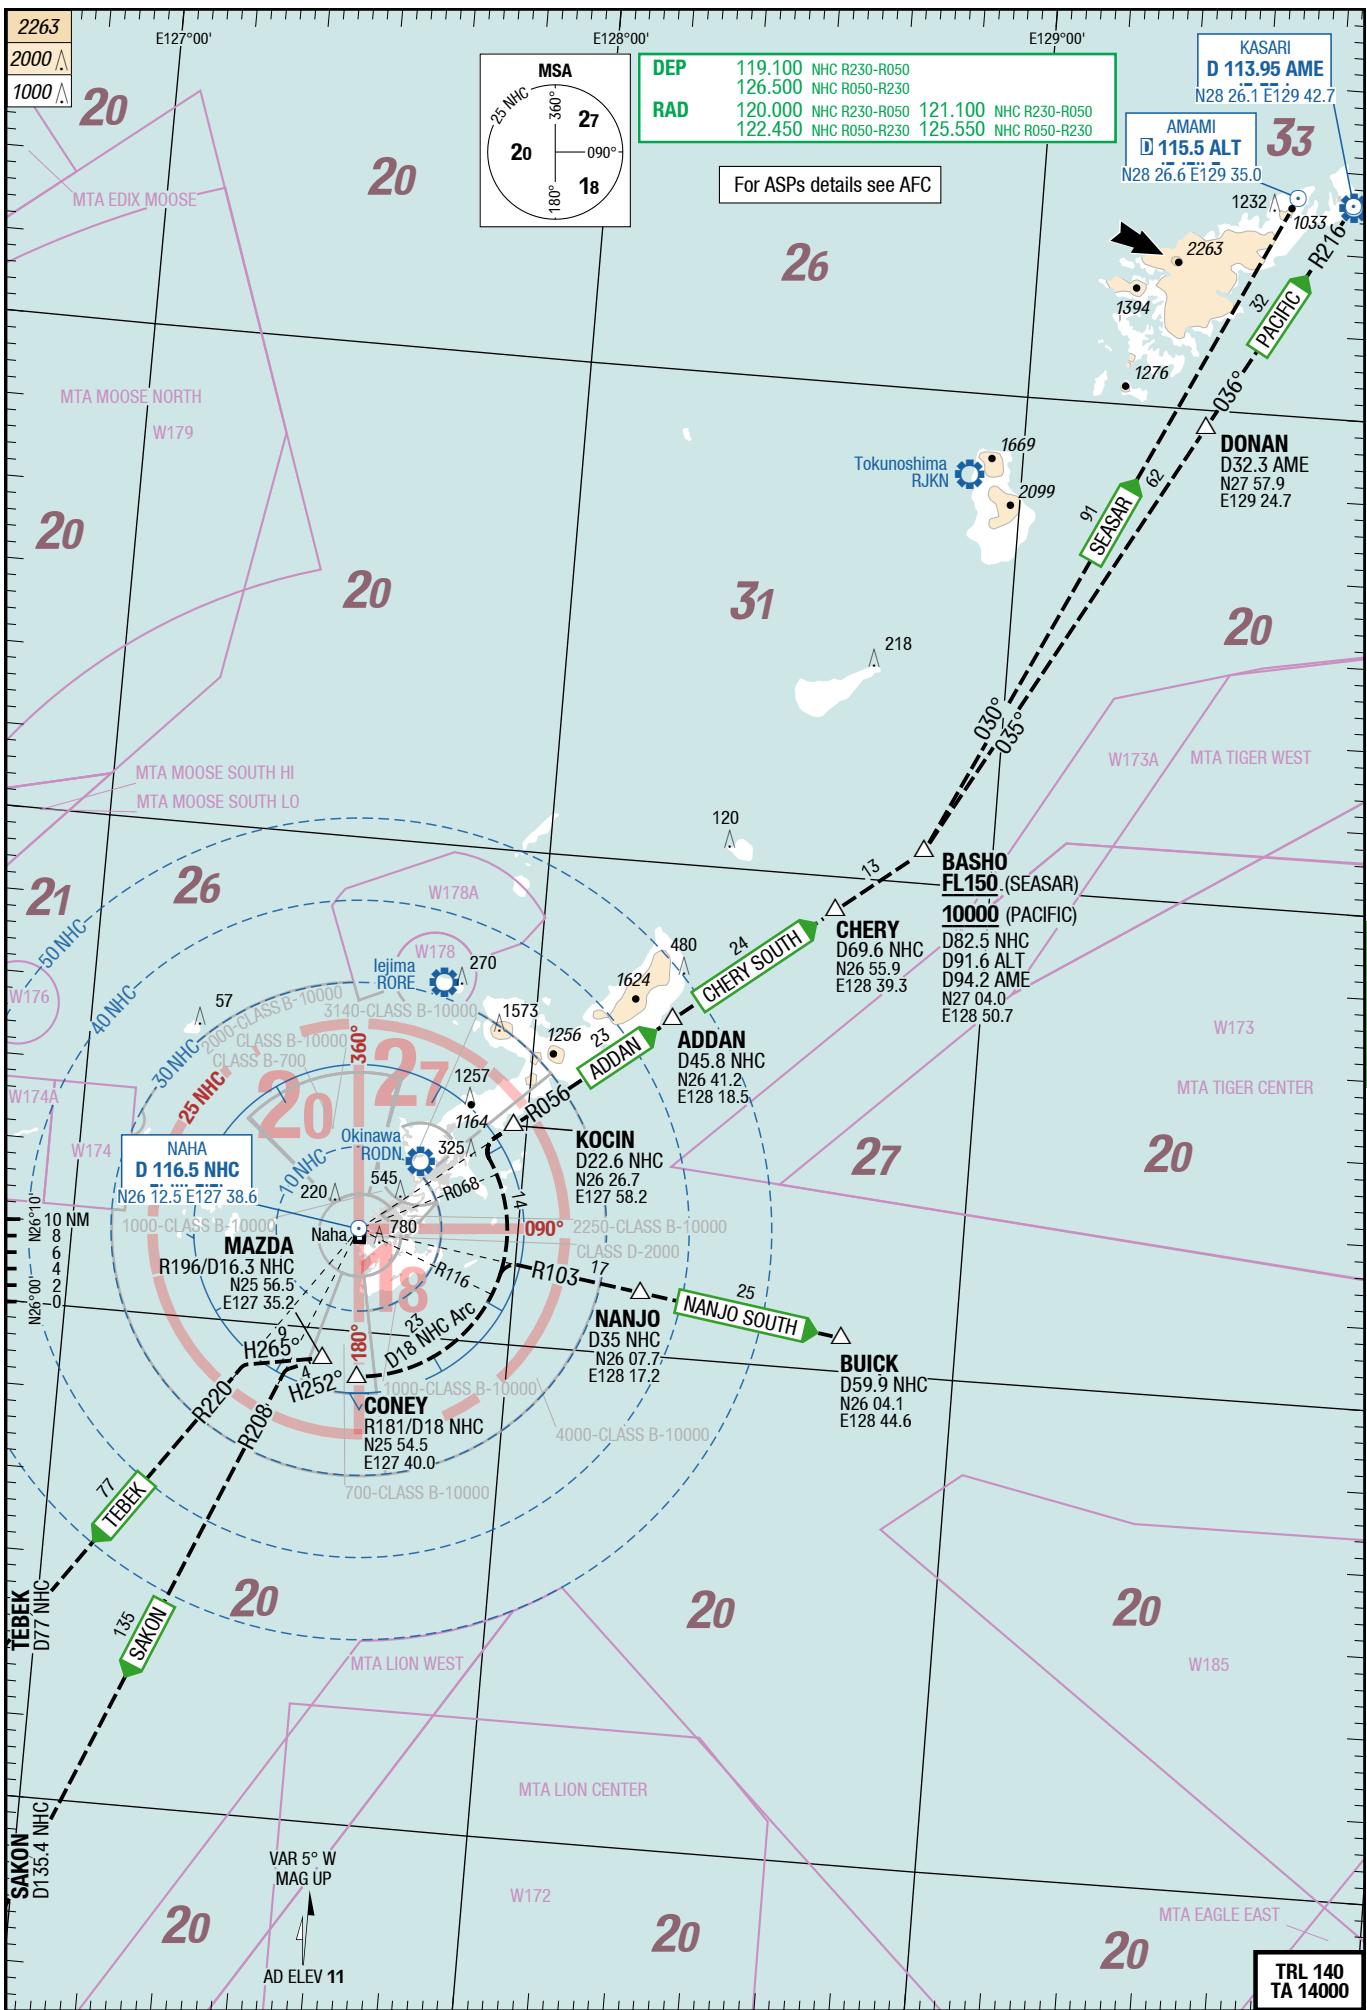 2263
2000
1000
E127°00'
E128°00'
E129°00'
MSA
25 NHC
360°
27
20
090°
18
180°
DEP 119.100 NHC R230-R050
126.500 NHC R050-R230
RAD 120.000 NHC R230-R050 121.100 NHC R230-R050
122.450 NHC R050-R230 125.550 NHC R050-R230
For ASPs details see AFC
KASARI
D 113.95 AME
N28 26.1 E129 42.7
AMAMI
D 115.5 ALT
N28 26.6 E129 35.0
33
20
20
26
MTA EDIX MOOSE
1232
1033
2263
1394
1276
R216
32
PACIFIC
036°
DONAN
D32.3 AME
N27 57.9
E129 24.7
MTA MOOSE NORTH
W179
Tokunoshima
RJKN
1669
2099
91
SEASAR
62
20
20
31
20
218
030°
035°
W173A
MTA TIGER WEST
MTA MOOSE SOUTH HI
MTA MOOSE SOUTH LO
120
13
BASHO
FL150 (SEASAR)
10000 (PACIFIC)
D82.5 NHC
D91.6 ALT
D94.2 AME
N27 04.0
E128 50.7
21
26
W178A
50 NHC
W178
Iejima
RORE
270
480
1624
24
CHERY SOUTH
CHERY
D69.6 NHC
N26 55.9
E128 39.3
W176
57
40 NHC
2000-CLASS B-10000
3140-CLASS B-10000
CLASS B-10000
CLASS B-700
30 NHC
25 NHC
360°
20
27
1573
1256
23
ADDAN
ADDAN
D45.8 NHC
N26 41.2
E128 18.5
W173
MTA TIGER CENTER
W174A
W174
1257
1164
R056
Okinawa
RODN
325
KOCIN
D22.6 NHC
N26 26.7
E127 58.2
27
20
NAHA
D 116.5 NHC
N26 12.5 E127 38.6
10 NHC
220
545
R068
14
N26°10'
10 NM
8
6
4
2
0
N26°00'
1000-CLASS B-10000
Naha
780
090°
2250-CLASS B-10000
CLASS D-2000
MAZDA
R196/D16.3 NHC
N25 56.5
E127 35.2
18
R116
R103
17
NANJO
D35 NHC
N26 07.7
E128 17.2
25
NANJO SOUTH
BUICK
D59.9 NHC
N26 04.1
E128 44.6
9
H265°
4
H252°
180°
23
D18 NHC Arc
1000-CLASS B-10000
CONEY
R181/D18 NHC
N25 54.5
E127 40.0
4000-CLASS B-10000
700-CLASS B-10000
R220
R208
77
TEBEK
TEBEK
D77 NHC
135
SAKON
20
20
20
MTA LION WEST
W185
SAKON
D135.4 NHC
MTA LION CENTER
VAR 5° W
MAG UP
W172
MTA EAGLE EAST
20
20
20
AD ELEV 11
TRL 140
TA 14000